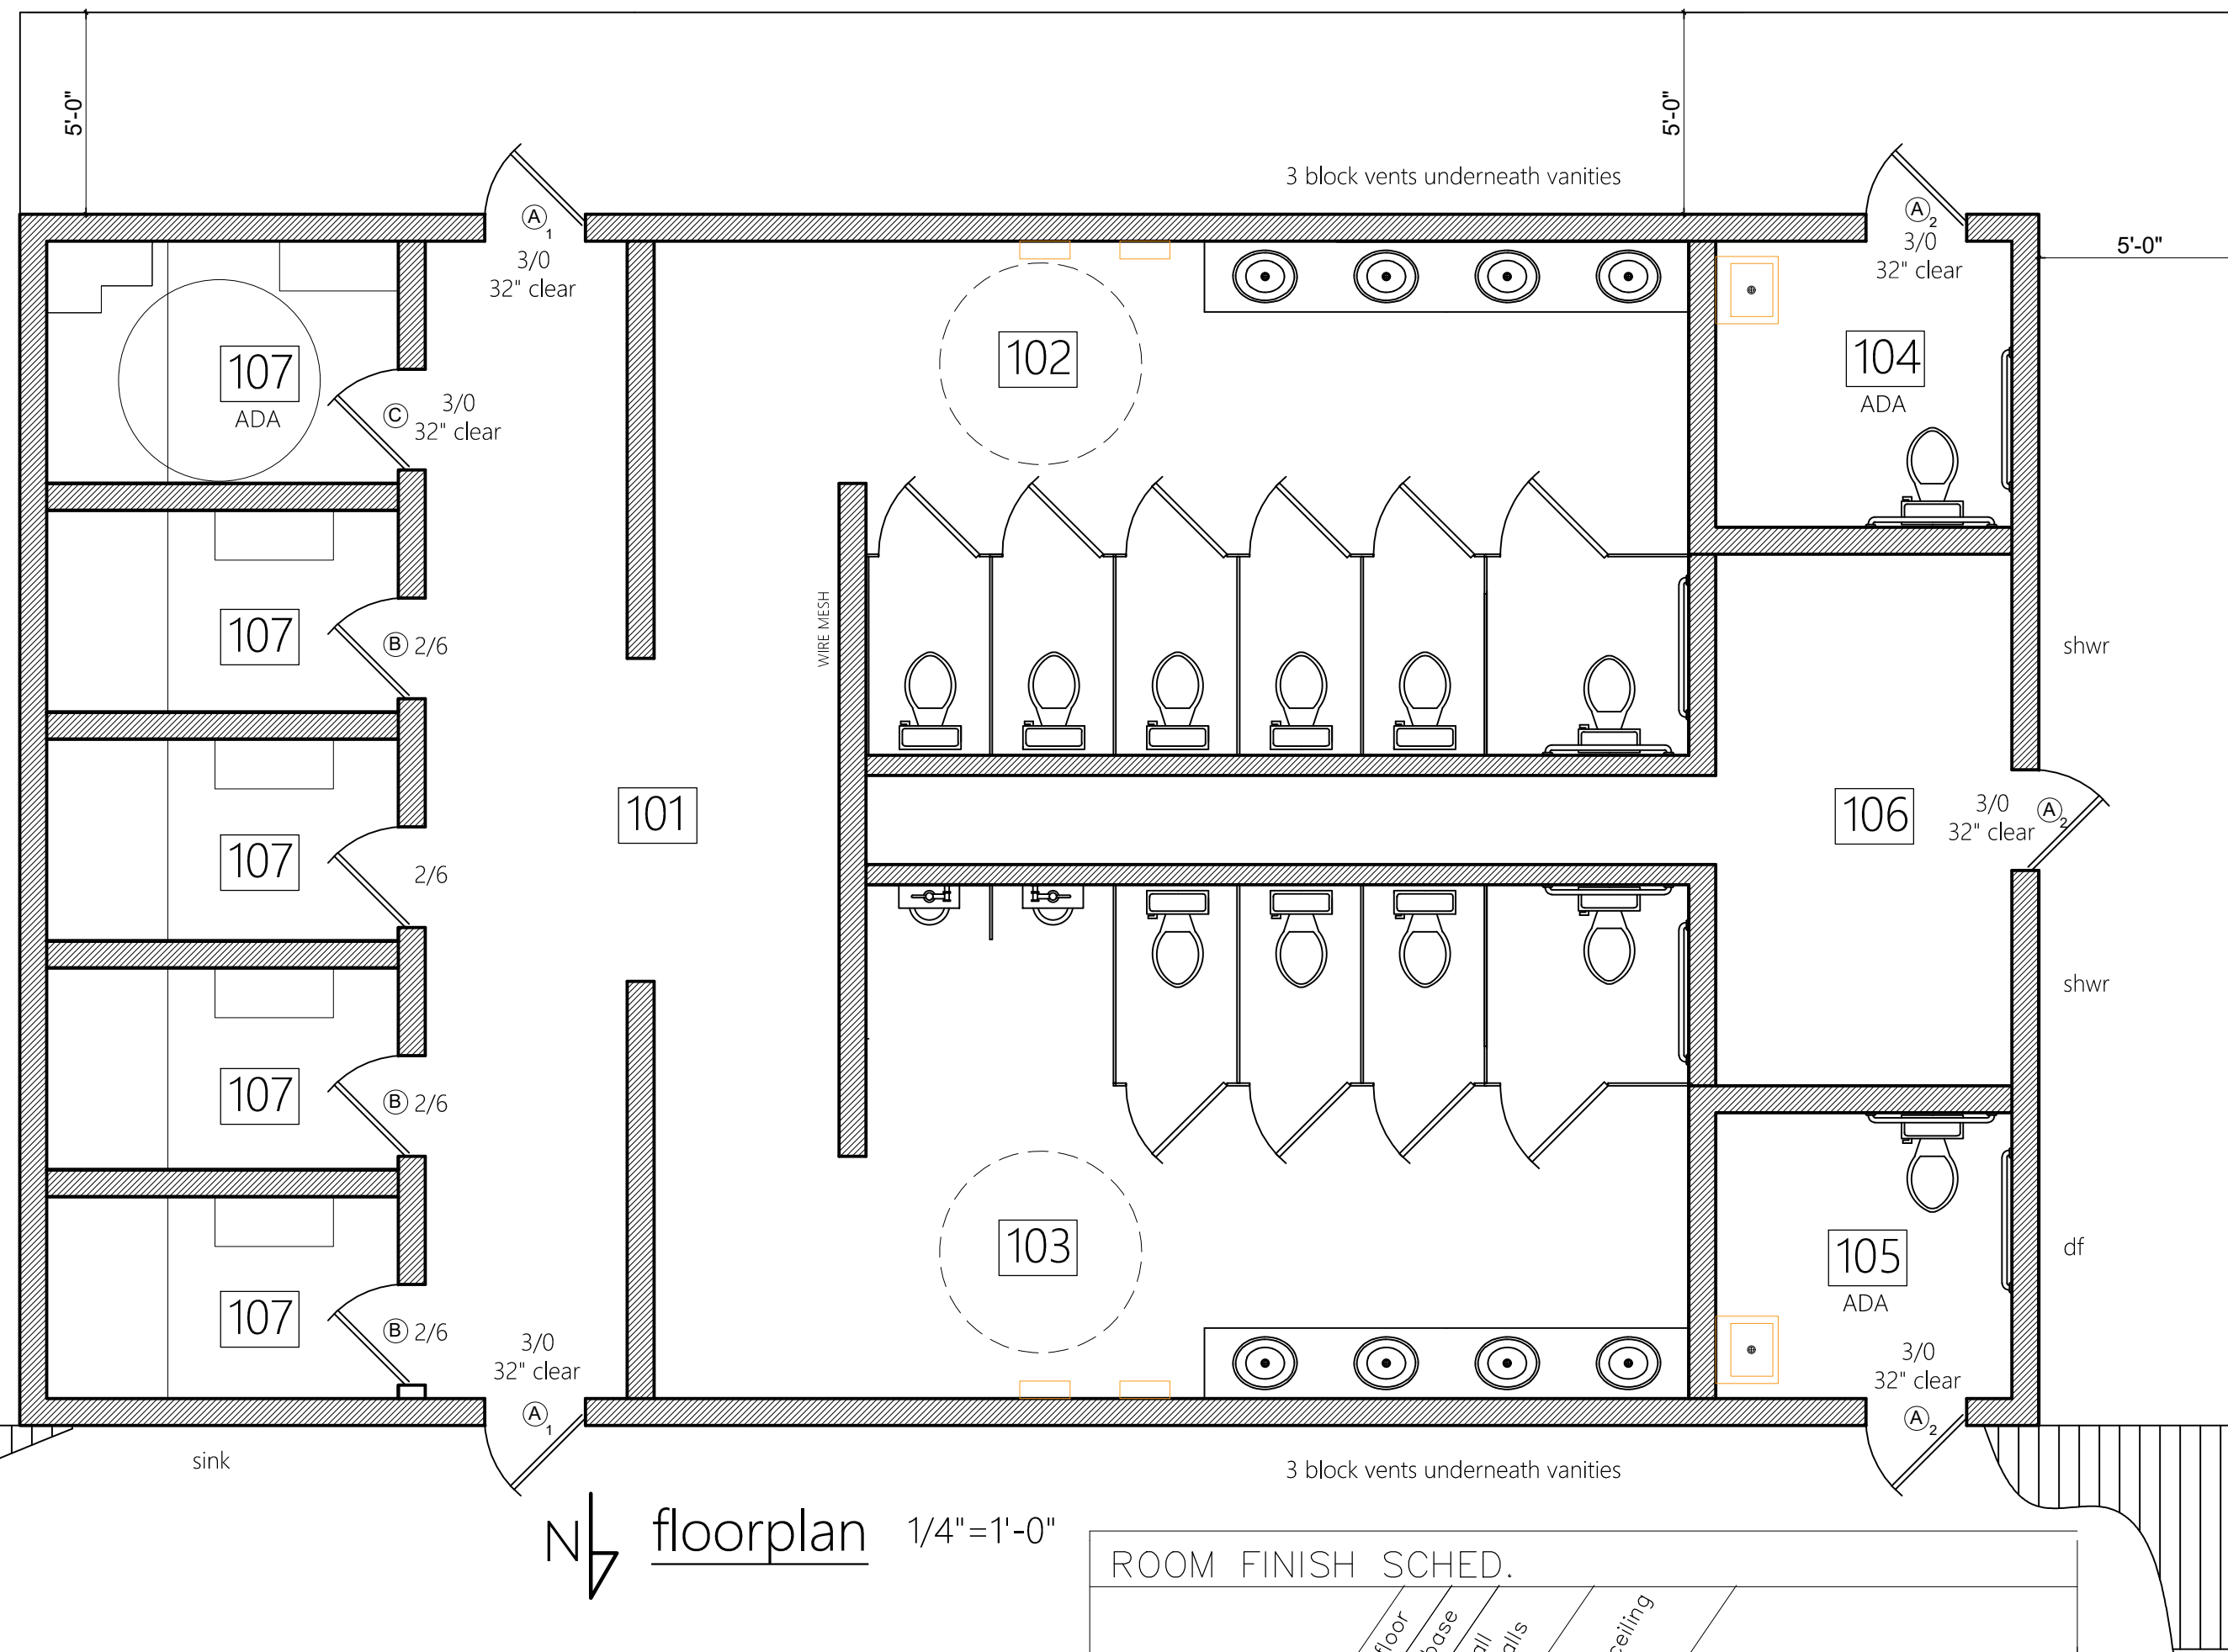 5'-0"
5'-0"
3 block vents underneath vanities
A1
3/0
32" clear
A2
3/0
32" clear
5'-0"
107
ADA
C
3/0
32" clear
102
104
ADA
WIRE MESH
107
B 2/6
shwr
101
106
3/0
32" clear
A2
107
2/6
shwr
107
B 2/6
103
105
ADA
df
107
B 2/6
3/0
32" clear
A1
3/0
32" clear
A2
sink
3 block vents underneath vanities
N
floorplan 1/4"=1'-0"
ROOM FINISH SCHED.
floor
base
ceiling